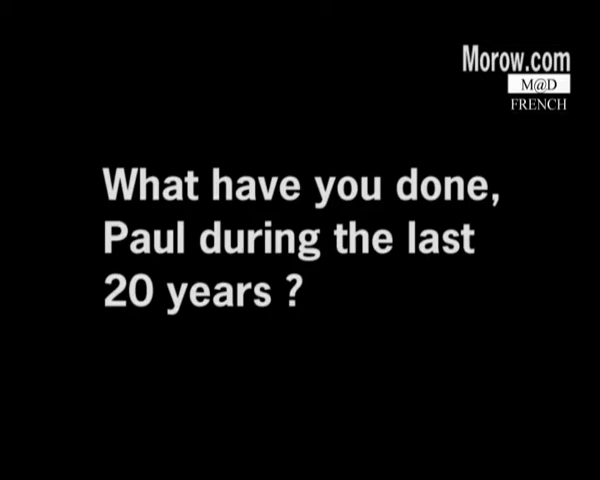 Morow.com
M@D
FRENCH
What have you done,
Paul during the last
20 years ?